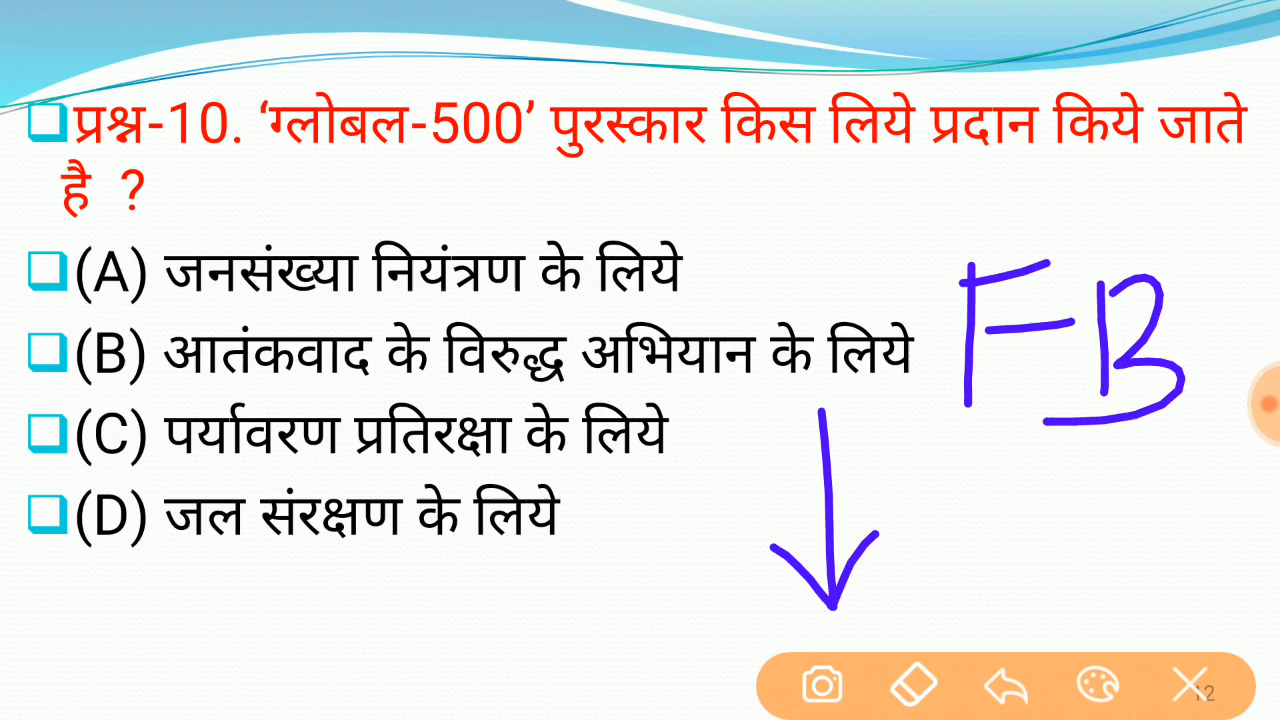 प्रश्न-10. ‘ग्लोबल-500’ पुरस्कार किस लिये प्रदान किये जाते
है ?
(A) जनसंख्या नियंत्रण के लिये
(B) आतंकवाद के विरुद्ध अभियान के लिये
(C) पर्यावरण प्रतिरक्षा के लिये
(D) जल संरक्षण के लिये
FB
12